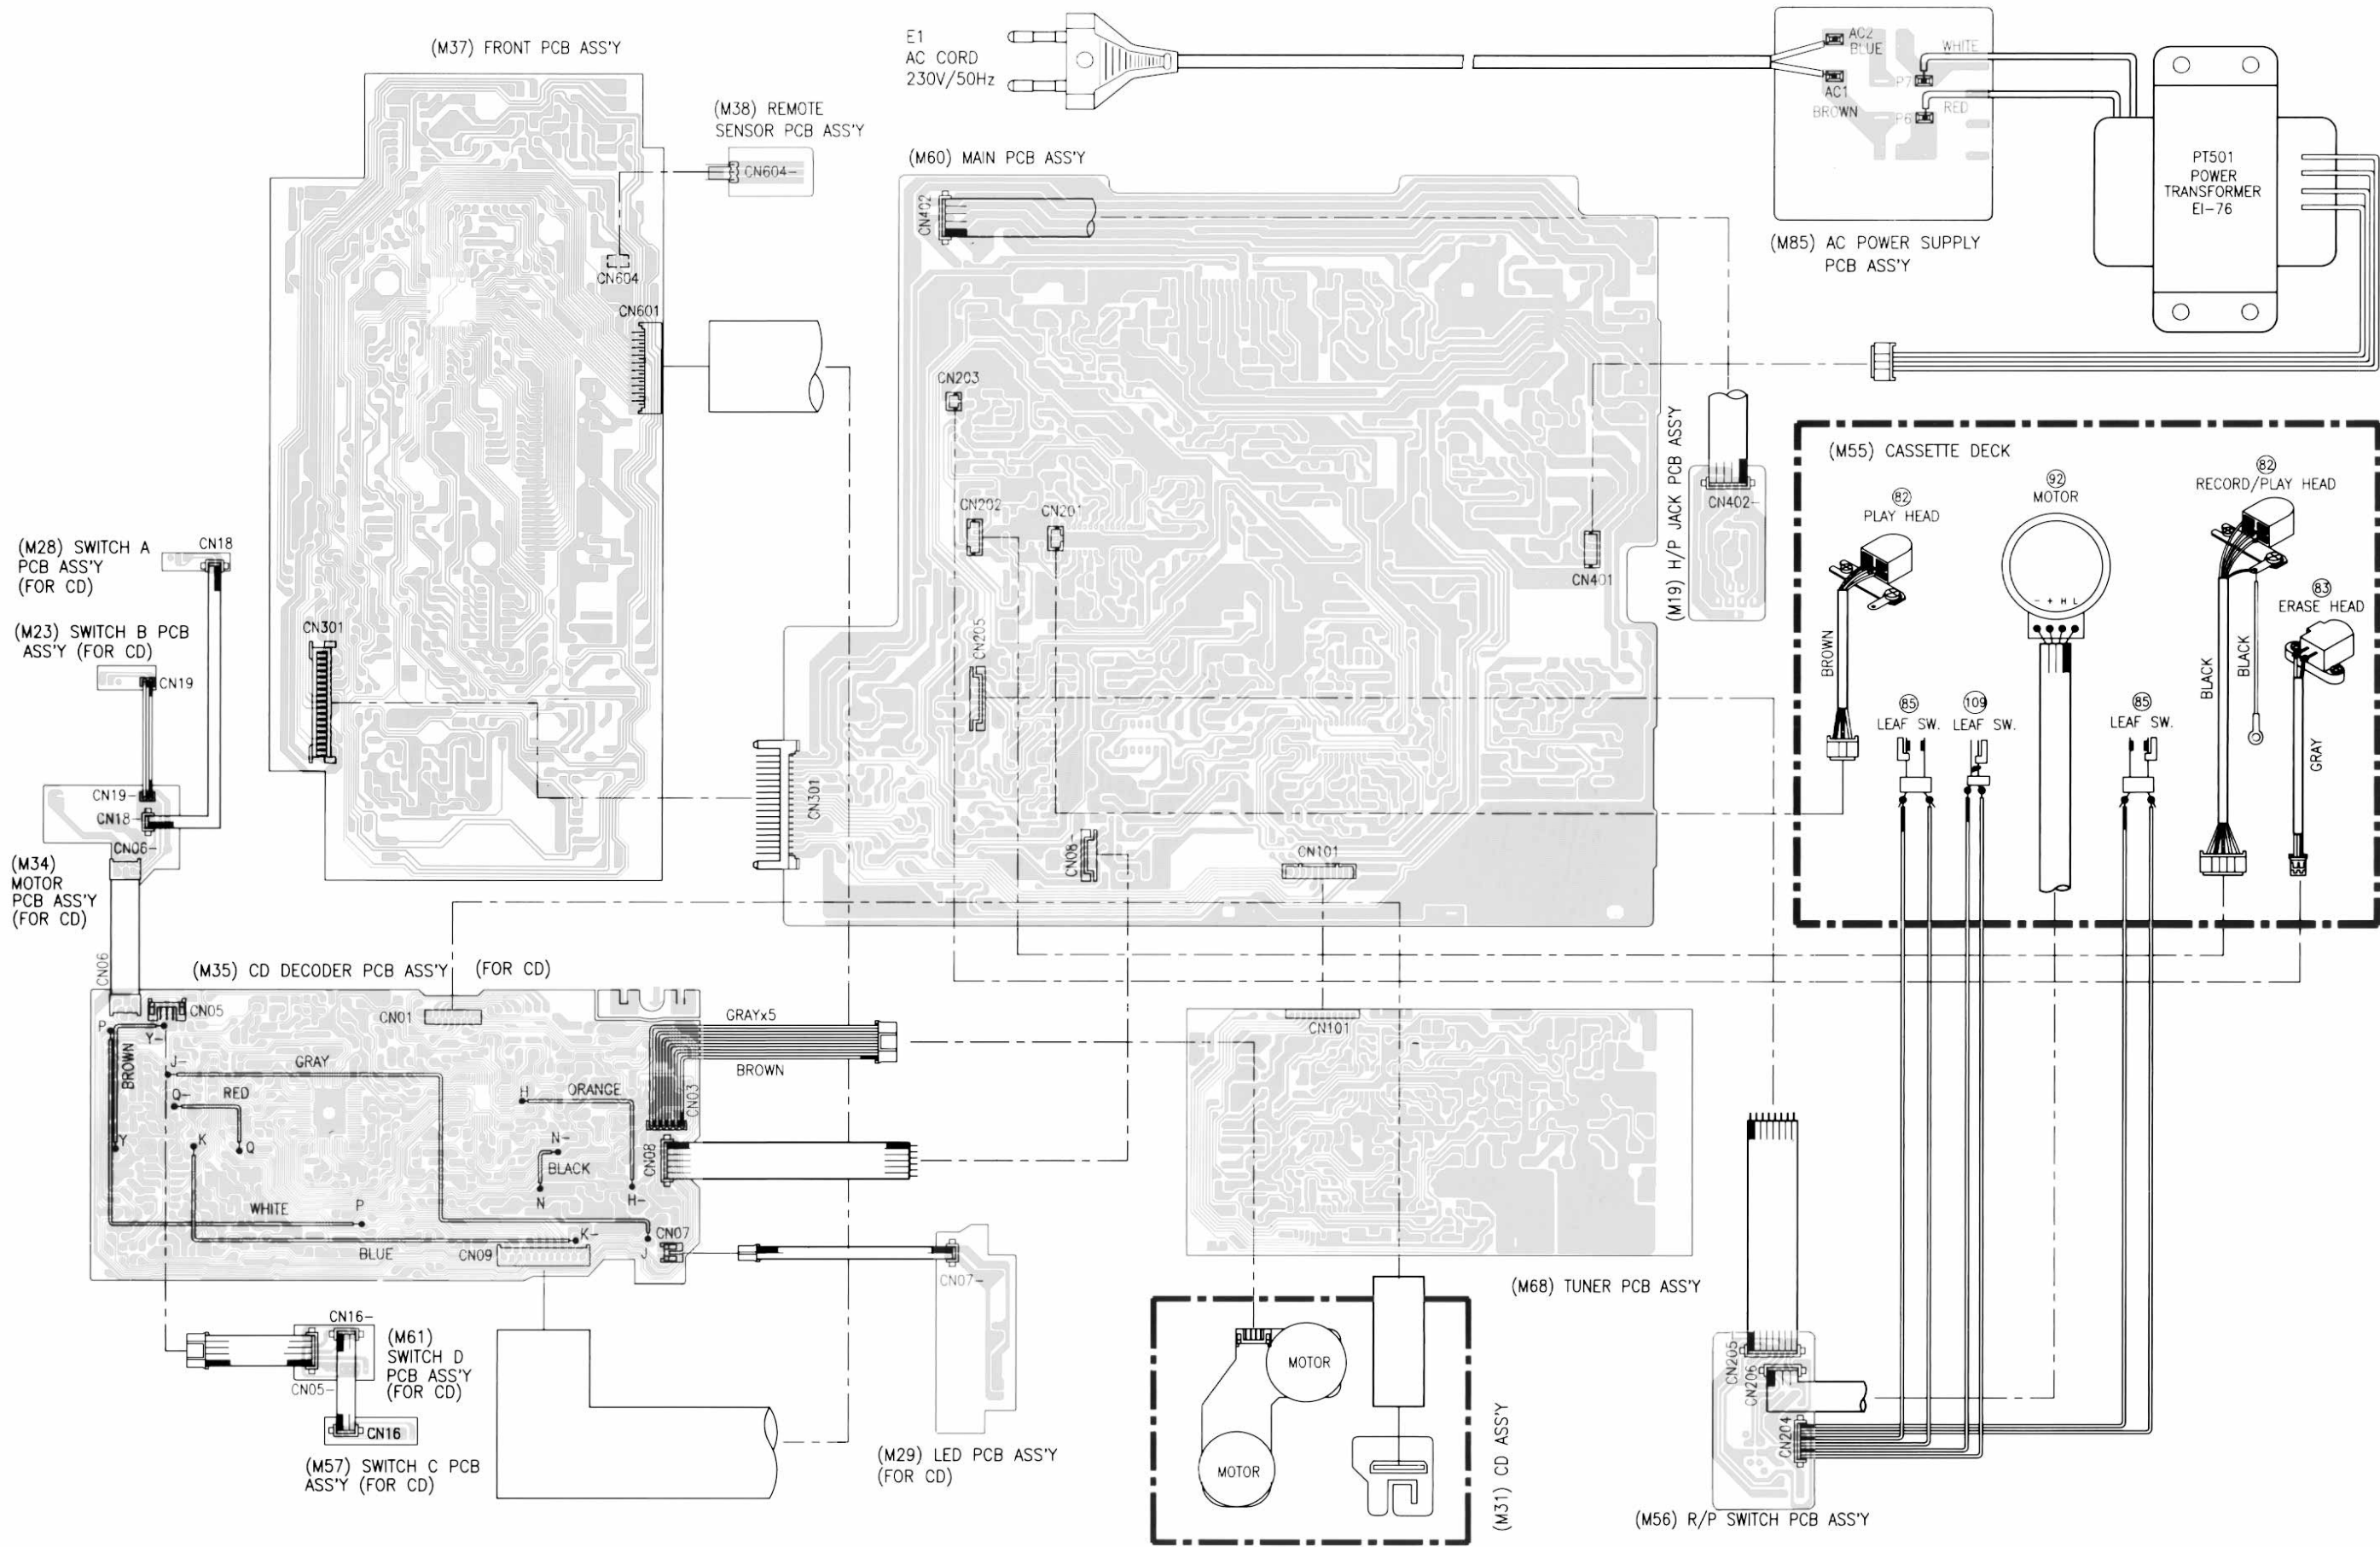 (M37) FRONT PCB ASS'Y
E1
AC CORD
230V/50Hz
AC2
BLUE
AC1
BROWN
WHITE
P7
RED
P6
PT501
POWER
TRANSFORMER
EI-76
(M85) AC POWER SUPPLY
PCB ASS'Y
(M38) REMOTE
SENSOR PCB ASS'Y
CN604-
CN604
CN601
CN301
(M60) MAIN PCB ASS'Y
CN402
CN203
CN202
CN201
CN205
CN401
CN301
CN08-
CN101
(M19) H/P JACK PCB ASS'Y
CN402-
(M55) CASSETTE DECK
82
PLAY HEAD
92
MOTOR
- + H L
82
RECORD/PLAY HEAD
83
ERASE HEAD
BROWN
BLACK
BLACK
GRAY
85
LEAF SW.
109
LEAF SW.
85
LEAF SW.
(M28) SWITCH A
PCB ASS'Y
(FOR CD)
CN18
(M23) SWITCH B PCB
ASS'Y (FOR CD)
CN19
CN19-
CN18-
CN06-
(M34)
MOTOR
PCB ASS'Y
(FOR CD)
CN06
(M35) CD DECODER PCB ASS'Y (FOR CD)
CN05
CN01
P-
Y-
BROWN
J-
GRAY
Q-
RED
H
ORANGE
Y
K
Q
N-
BLACK
N
H-
WHITE
P
BLUE
K-
J
CN09
CN07
CN03
CN08
GRAYx5
BROWN
CN07-
(M29) LED PCB ASS'Y
(FOR CD)
CN16-
(M61)
SWITCH D
PCB ASS'Y
(FOR CD)
CN05-
CN16
(M57) SWITCH C PCB
ASS'Y (FOR CD)
CN101
(M68) TUNER PCB ASS'Y
MOTOR
MOTOR
(M31) CD ASS'Y
CN205-
CN206
CN204
(M56) R/P SWITCH PCB ASS'Y